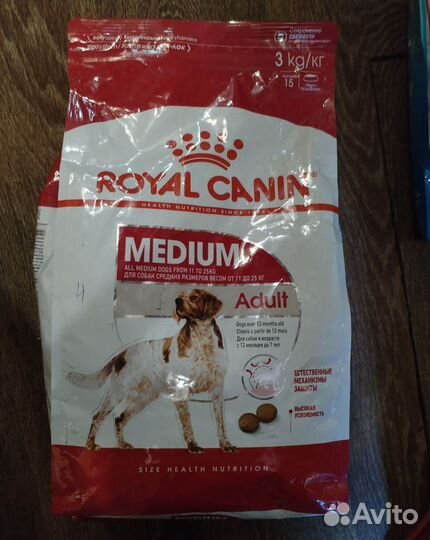 3 kg/кг
15
ROYAL CANIN
HEALTH NUTRITION SINCE
MEDIUM
ALL MEDIUM DOGS FROM 11 TO 25KG
ДЛЯ СОБАК СРЕДНИХ РАЗМЕРОВ ВЕСОМ ОТ 11 ДО 25 КГ
Adult
Dogs over 12 months old
Chiens à partir de 12 mois
Для собак в возрасте
с 12 месяцев до 7 лет
4
ЕСТЕСТВЕННЫЕ
МЕХАНИЗМЫ
ЗАЩИТЫ
ВЫСОКАЯ
УСВОЯЕМОСТЬ
SIZE HEALTH NUTRITION
Avito